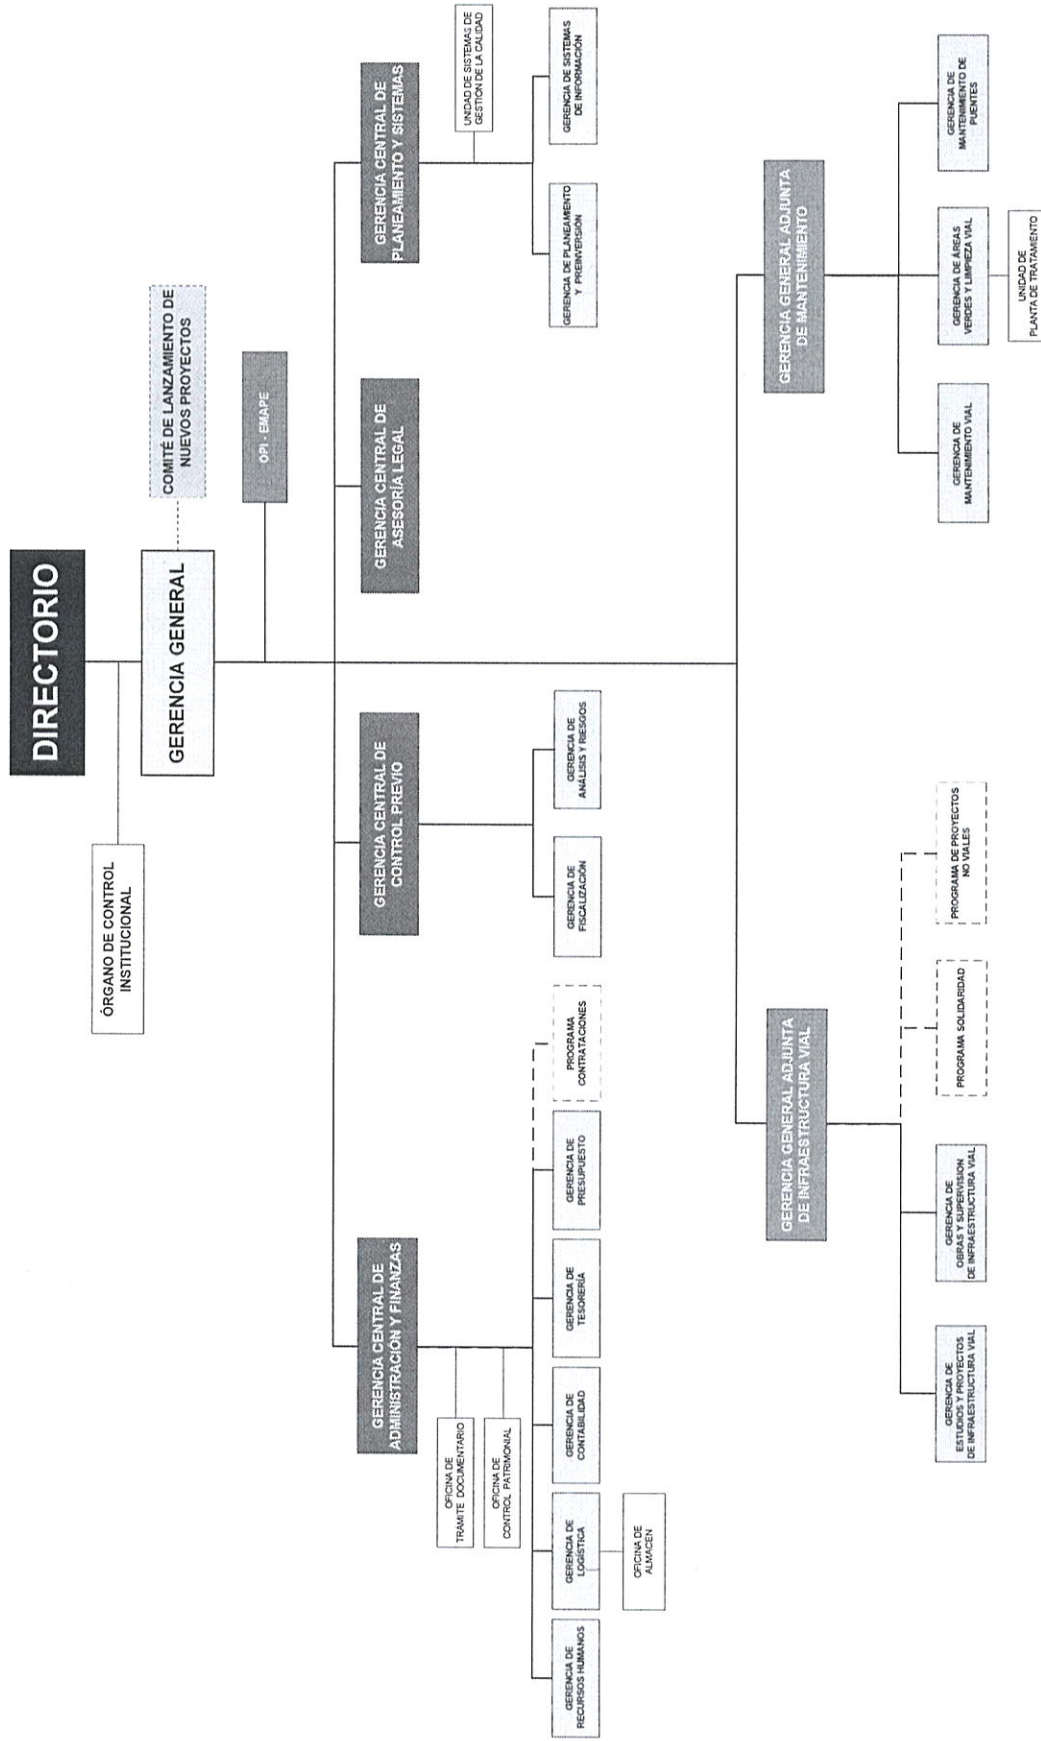 DIRECTORIO
ÓRGANO DE CONTROL
INSTITUCIONAL
GERENCIA GENERAL
COMITÉ DE LANZAMIENTO DE
NUEVOS PROYECTOS
OPI - EMAPE
GERENCIA CENTRAL DE
ADMINISTRACIÓN Y FINANZAS
GERENCIA CENTRAL DE
CONTROL PREVIO
GERENCIA CENTRAL DE
ASESORÍA LEGAL
GERENCIA CENTRAL DE
PLANEAMIENTO Y SISTEMAS
OFICINA DE
TRAMITE DOCUMENTARIO
OFICINA DE
CONTROL PATRIMONIAL
UNIDAD DE SISTEMAS DE
GESTION DE LA CALIDAD
GERENCIA DE
RECURSOS HUMANOS
GERENCIA DE
LOGÍSTICA
GERENCIA DE
CONTABILIDAD
GERENCIA DE
TESORERÍA
GERENCIA DE
PRESUPUESTO
PROGRAMA
CONTRATACIONES
GERENCIA DE
FISCALIZACIÓN
GERENCIA DE
ANÁLISIS Y RIESGOS
GERENCIA DE PLANEAMIENTO
Y PREINVERSIÓN
GERENCIA DE SISTEMAS
DE INFORMACIÓN
OFICINA DE
ALMACEN
GERENCIA GENERAL ADJUNTA
DE INFRAESTRUCTURA VIAL
GERENCIA GENERAL ADJUNTA
DE MANTENIMIENTO
GERENCIA DE
ESTUDIOS Y PROYECTOS
DE INFRAESTRUCTURA VIAL
GERENCIA DE
OBRAS Y SUPERVISION
DE INFRAESTRUCTURA VIAL
PROGRAMA SOLIDARIDAD
PROGRAMA DE PROYECTOS
NO VIALES
GERENCIA DE
MANTENIMIENTO VIAL
GERENCIA DE ÁREAS
VERDES Y LIMPIEZA VIAL
GERENCIA DE
MANTENIMIENTO DE
PUENTES
UNIDAD DE
PLANTA DE TRATAMIENTO